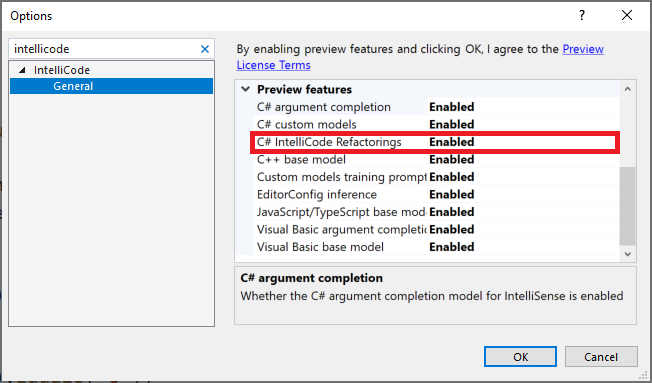 Options
intellicode
IntelliCode
General
By enabling preview features and clicking OK, I agree to the Preview
License Terms
Preview features
C# argument completion Enabled
C# custom models Enabled
C# IntelliCode Refactorings Enabled
C++ base model Enabled
Custom models training prompt Enabled
EditorConfig inference Enabled
JavaScript/TypeScript base mod Enabled
Visual Basic argument completi Enabled
Visual Basic base model Enabled
C# argument completion
Whether the C# argument completion model for IntelliSense is enabled
OK Cancel